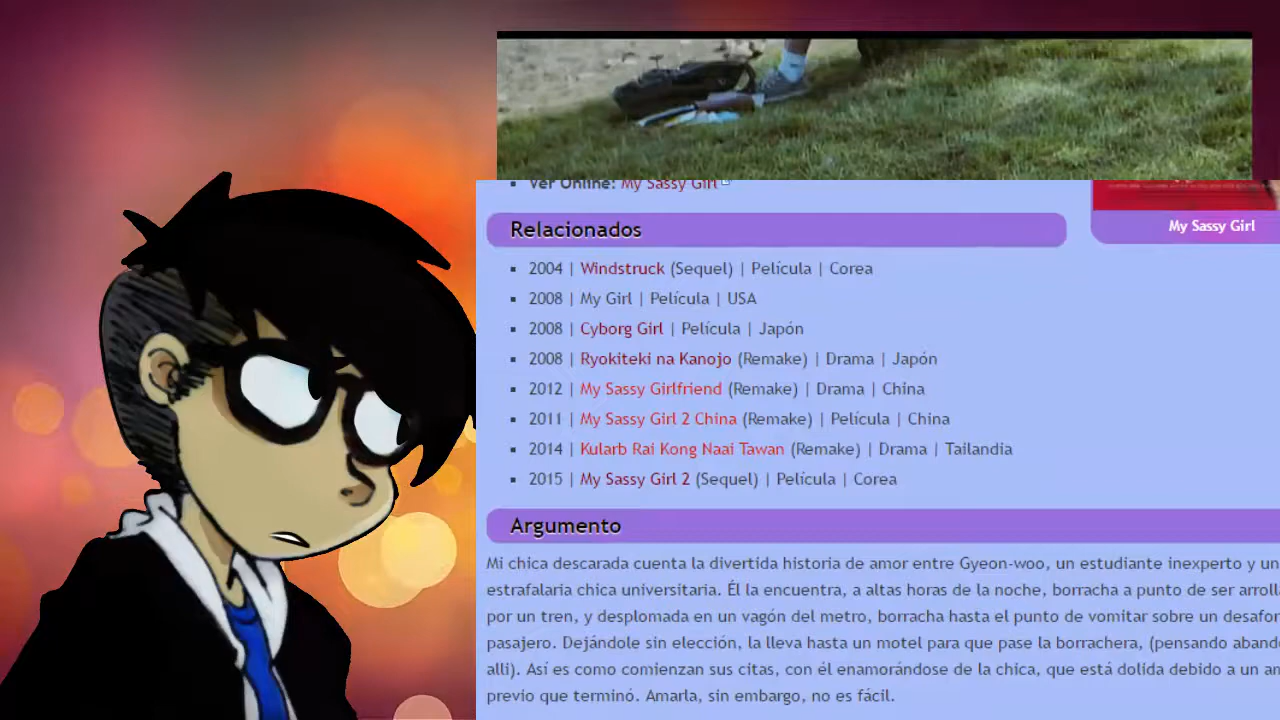 Ver Online: My Sassy Girl
Relacionados
My Sassy Girl
2004 | Windstruck (Sequel) | Película | Corea
2008 | My Girl | Película | USA
2008 | Cyborg Girl | Película | Japón
2008 | Ryokiteki na Kanojo (Remake) | Drama | Japón
2012 | My Sassy Girlfriend (Remake) | Drama | China
2011 | My Sassy Girl 2 China (Remake) | Película | China
2014 | Kularb Rai Kong Naai Tawan (Remake) | Drama | Tailandia
2015 | My Sassy Girl 2 (Sequel) | Película | Corea
Argumento
Mi chica descarada cuenta la divertida historia de amor entre Gyeon-woo, un estudiante inexperto y un
estrafalaria chica universitaria. Él la encuentra, a altas horas de la noche, borracha a punto de ser arroll
por un tren, y desplomada en un vagón del metro, borracha hasta el punto de vomitar sobre un desafor
pasajero. Dejándole sin elección, la lleva hasta un motel para que pase la borrachera, (pensando aband
alli). Así es como comienzan sus citas, con él enamorándose de la chica, que está dolida debido a un a
previo que terminó. Amarla, sin embargo, no es fácil.